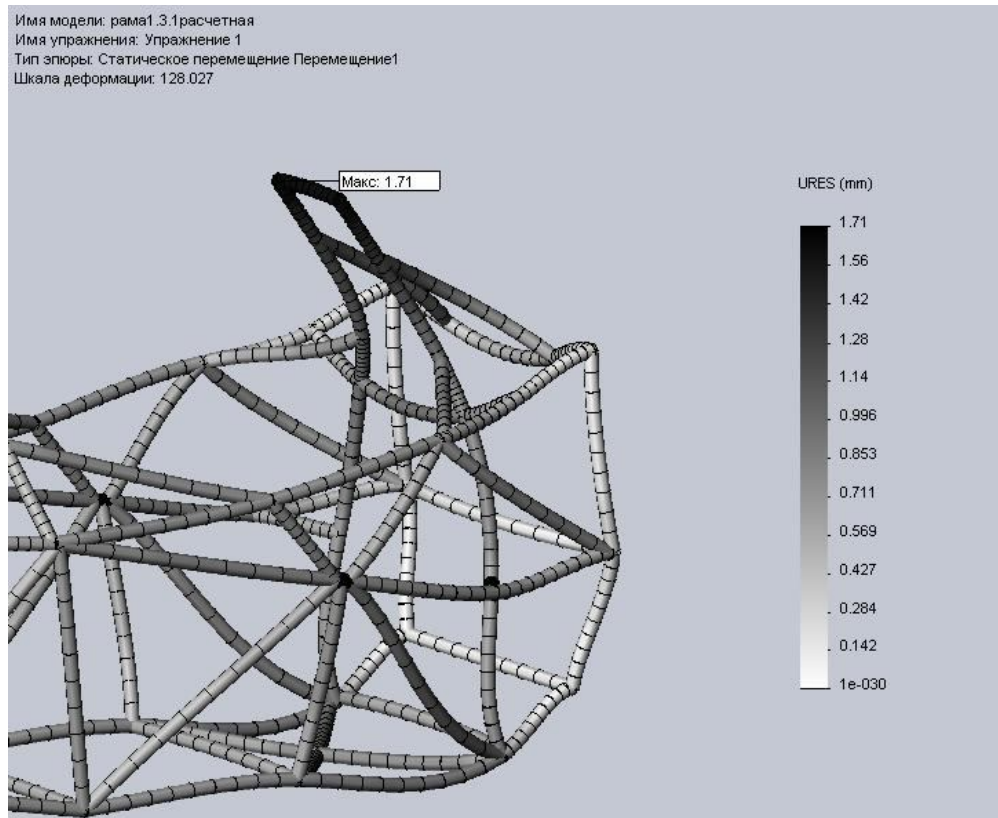 Имя модели: рама1.3.1расчетная
Имя упражнения: Упражнение 1
Тип эпюры: Статическое перемещение Перемещение1
Шкала деформации: 128.027
Макс: 1.71
URES (mm)
1.71
1.56
1.42
1.28
1.14
0.996
0.853
0.711
0.569
0.427
0.284
0.142
1e-030